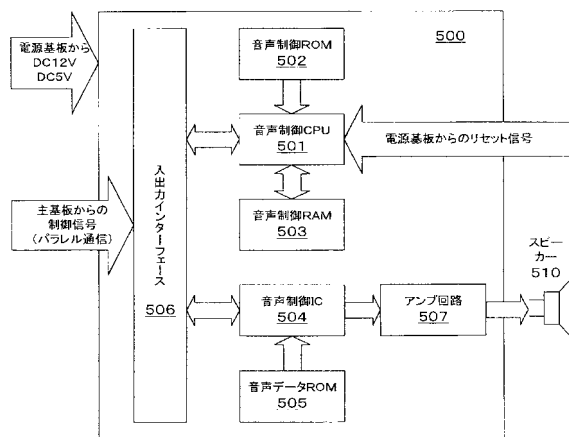 電源基板から
DC12V
DC5V
音声制御ROM
502
500
音声制御CPU
501
電源基板からのリセット信号
主基板からの
制御信号
(パラレル通信)
入出力インターフェース
506
音声制御RAM
503
スピー
カー
510
音声制御IC
504
アンプ回路
507
音声データROM
505